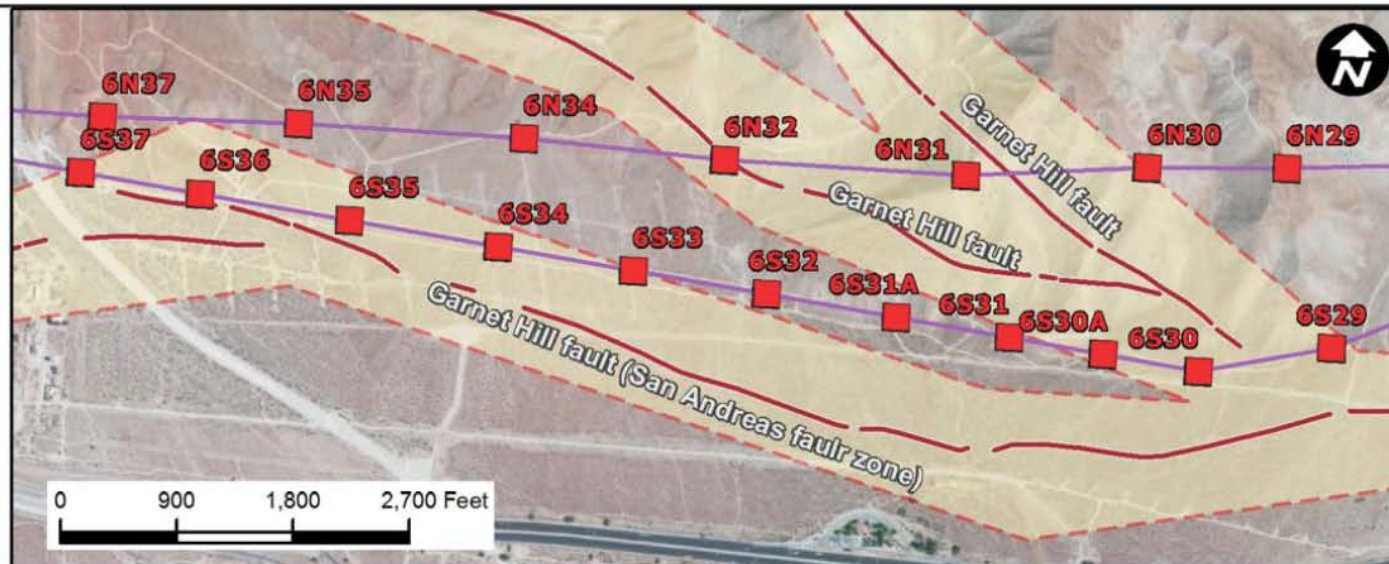 N
6N37
6N35
6N34
6N32
6N31
6N30
6N29
6S37
6S36
6S35
6S34
6S33
6S32
6S31A
6S31
6S30A
6S30
6S29
Garnet Hill fault
Garnet Hill fault
Garnet Hill fault (San Andreas faulr zone)
0 900 1,800 2,700 Feet